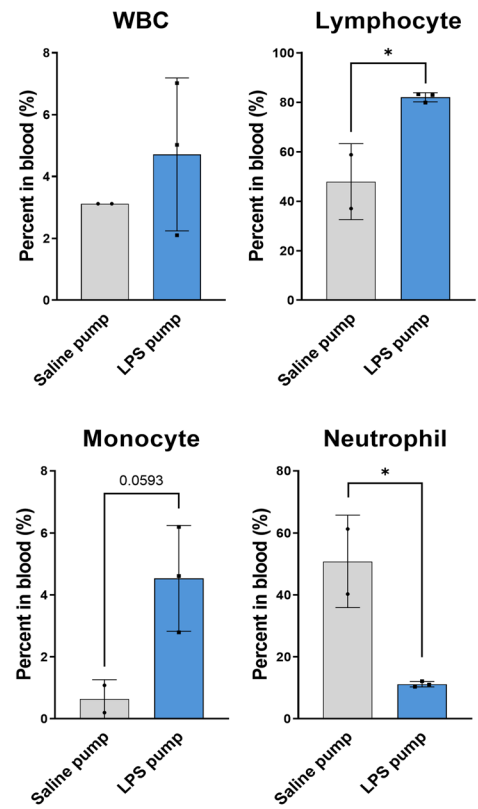 WBC
Percent in blood (%)
8
6
4
2
0
Saline pump
LPS pump
Lymphocyte
*
Percent in blood (%)
100
80
60
40
20
0
Saline pump
LPS pump
Monocyte
0.0593
Percent in blood (%)
8
6
4
2
0
Saline pump
LPS pump
Neutrophil
*
Percent in blood (%)
80
60
40
20
0
Saline pump
LPS pump